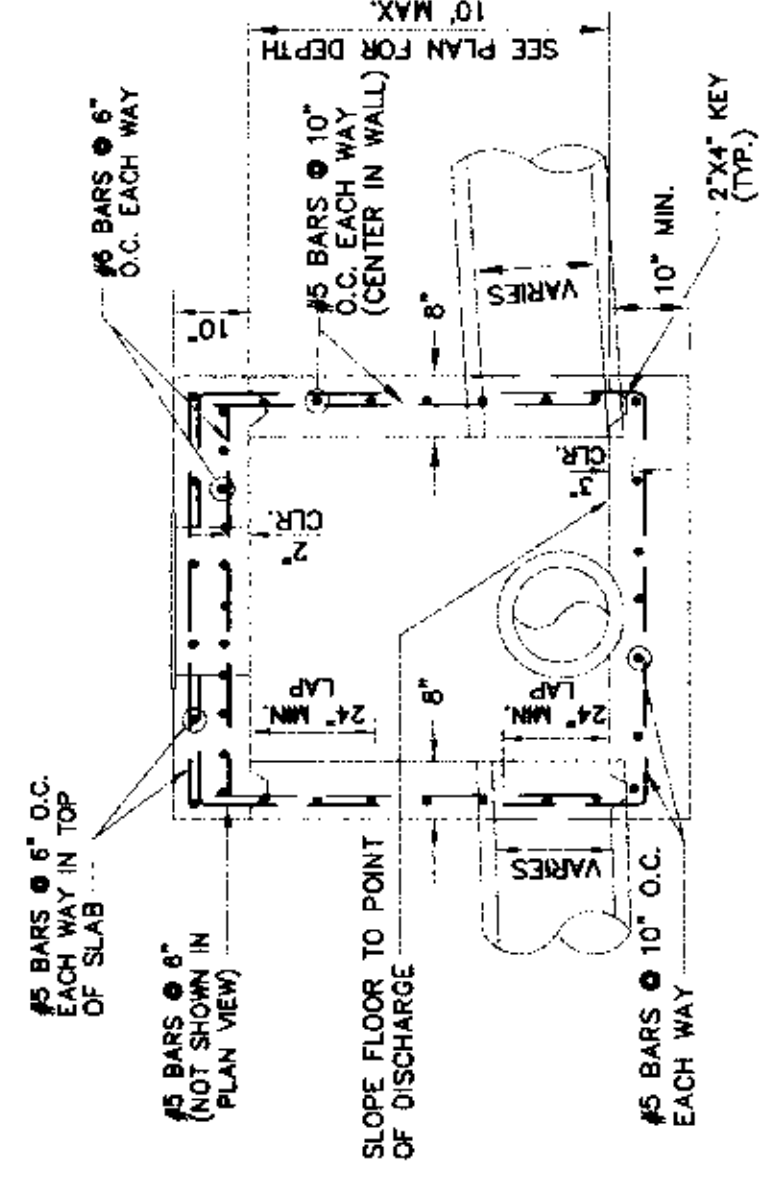 10' MAX.
SEE PLAN FOR DEPTH
#6 BARS @ 6"
O.C. EACH WAY
#5 BARS @ 10"
O.C. EACH WAY
(CENTER IN WALL)
2"X4" KEY
(TYP.)
10" MIN.
10"
8"
VARIES
CLR.
3"
CLR.
2"
LAP
24" MIN.
LAP
24" MIN.
8"
VARIES
#5 BARS @ 6" O.C.
EACH WAY IN TOP
OF SLAB
#5 BARS @ 6"
(NOT SHOWN IN
PLAN VIEW)
SLOPE FLOOR TO POINT
OF DISCHARGE
#5 BARS @ 10" O.C.
EACH WAY